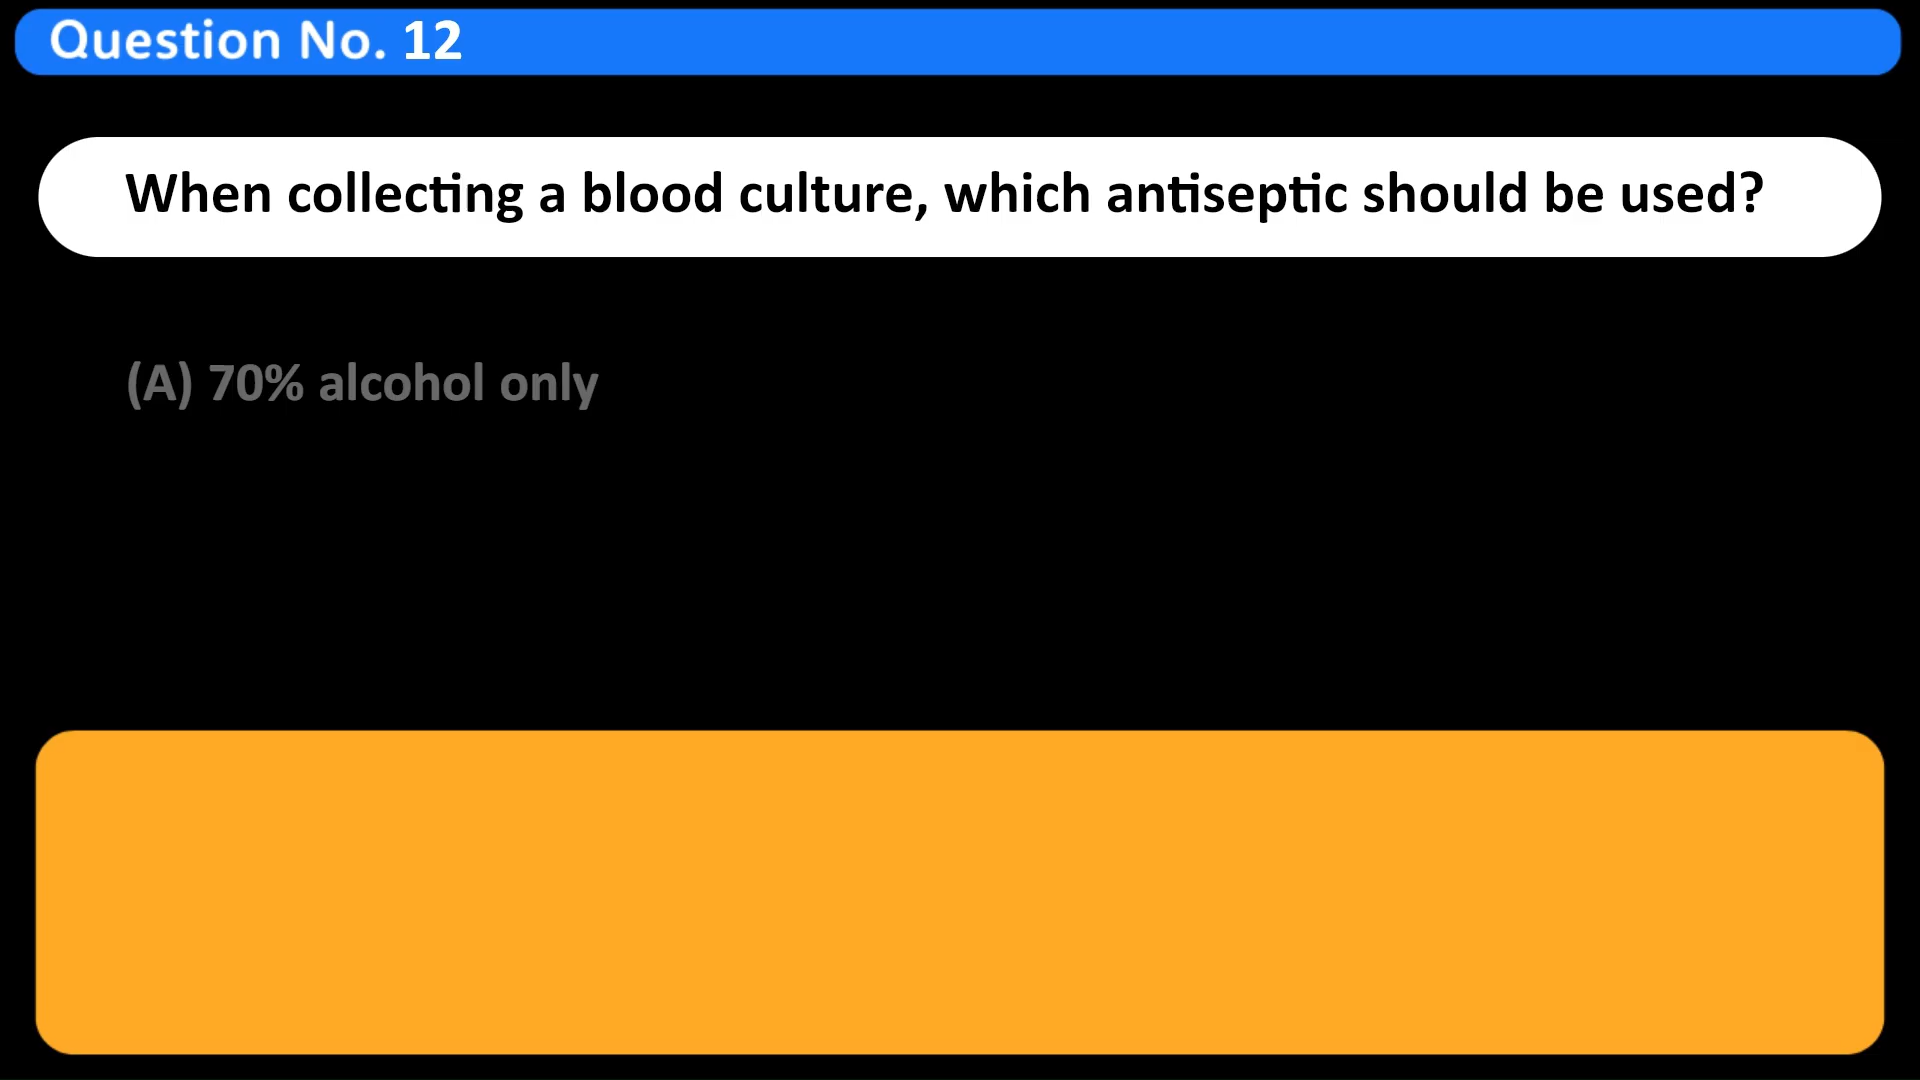 Question No. 12
When collecting a blood culture, which antiseptic should be used?
(A) 70% alcohol only